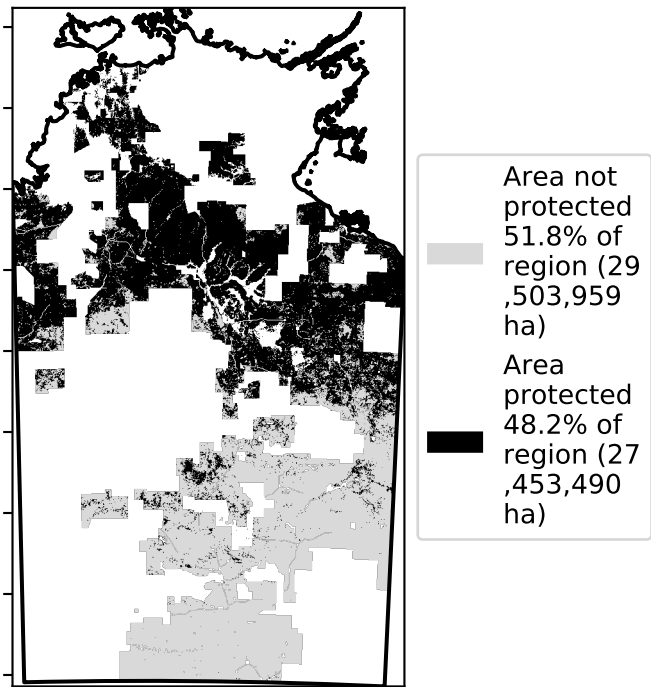 Area not
protected
51.8% of
region (29
,503,959
ha)
Area
protected
48.2% of
region (27
,453,490
ha)